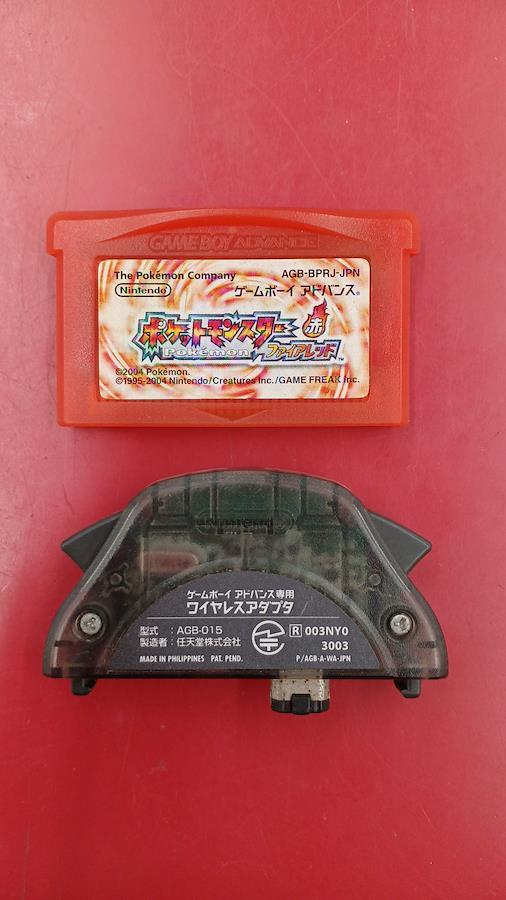 GAME BOY ADVANCE
The Pokémon Company AGB-BPRJ-JPN
Nintendo ゲームボーイ アドバンス®
ポケットモンスター 赤
Pokémon ファイアレッド™
©2004 Pokémon.
©1995-2004 Nintendo/Creatures Inc./GAME FREAK inc.
Nintendo
ゲームボーイ アドバンス専用
ワイヤレスアダプタ
型式 : AGB-015
製造者 : 任天堂株式会社
MADE IN PHILIPPINES PAT. PEND.
R 003NY0
3003
P/AGB-A-WA-JPN